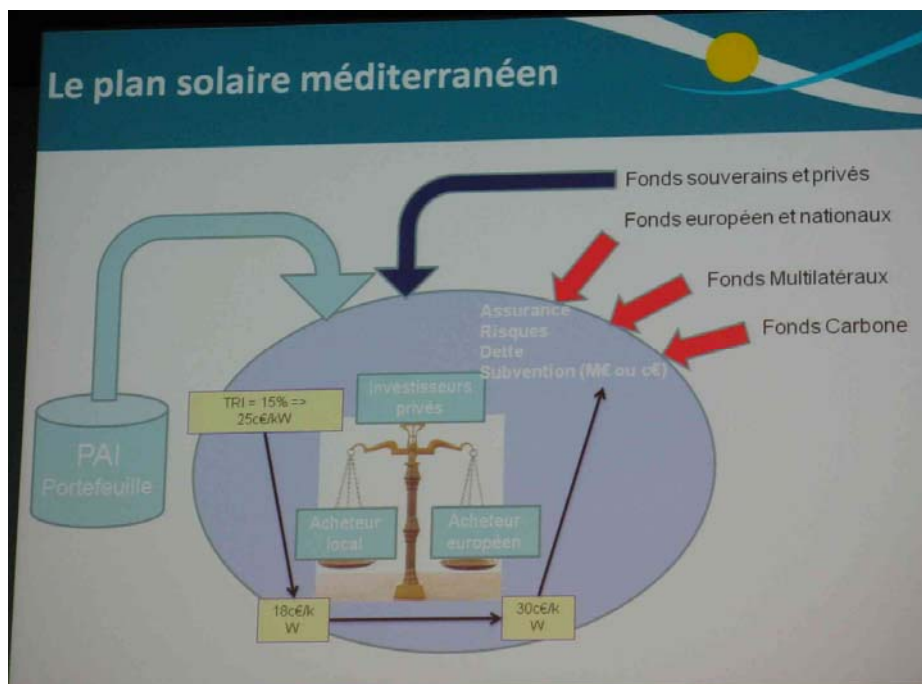 Le plan solaire méditerranéen
Fonds souverains et privés
Fonds européen et nationaux
Fonds Multilatéraux
Fonds Carbone
Assurance
Risques
Dette
Subvention (M€ ou c€)
Investisseurs
privés
TRI = 15% =>
25c€/kW
PAI
Portefeuille
Acheteur
local
Acheteur
européen
18c€/k
W
30c€/k
W